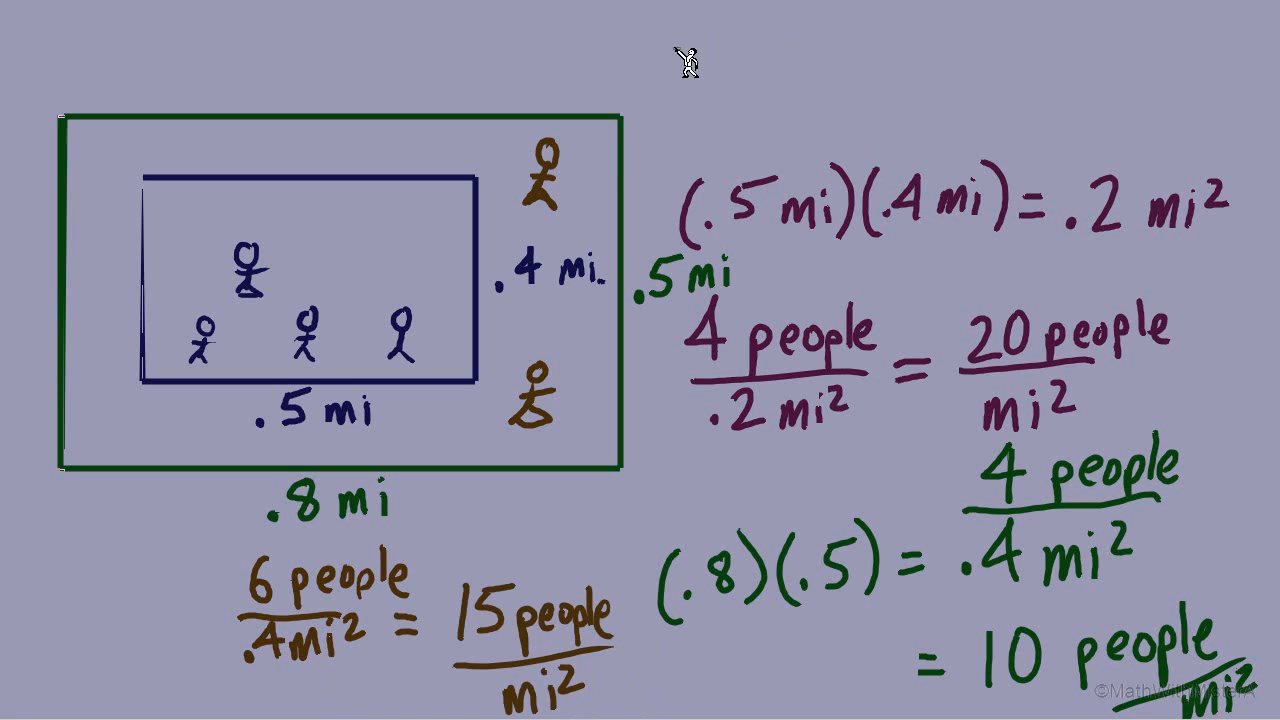 (.5 mi)(.4 mi) = .2 mi²
.4 mi.
.5 mi
4 people / .2 mi² = 20 people / mi²
.5 mi
.8 mi
4 people / .4 mi²
(.8)(.5) =
6 people / .4 mi² = 15 people / mi²
= 10 people / mi²
©MathWithMisterA